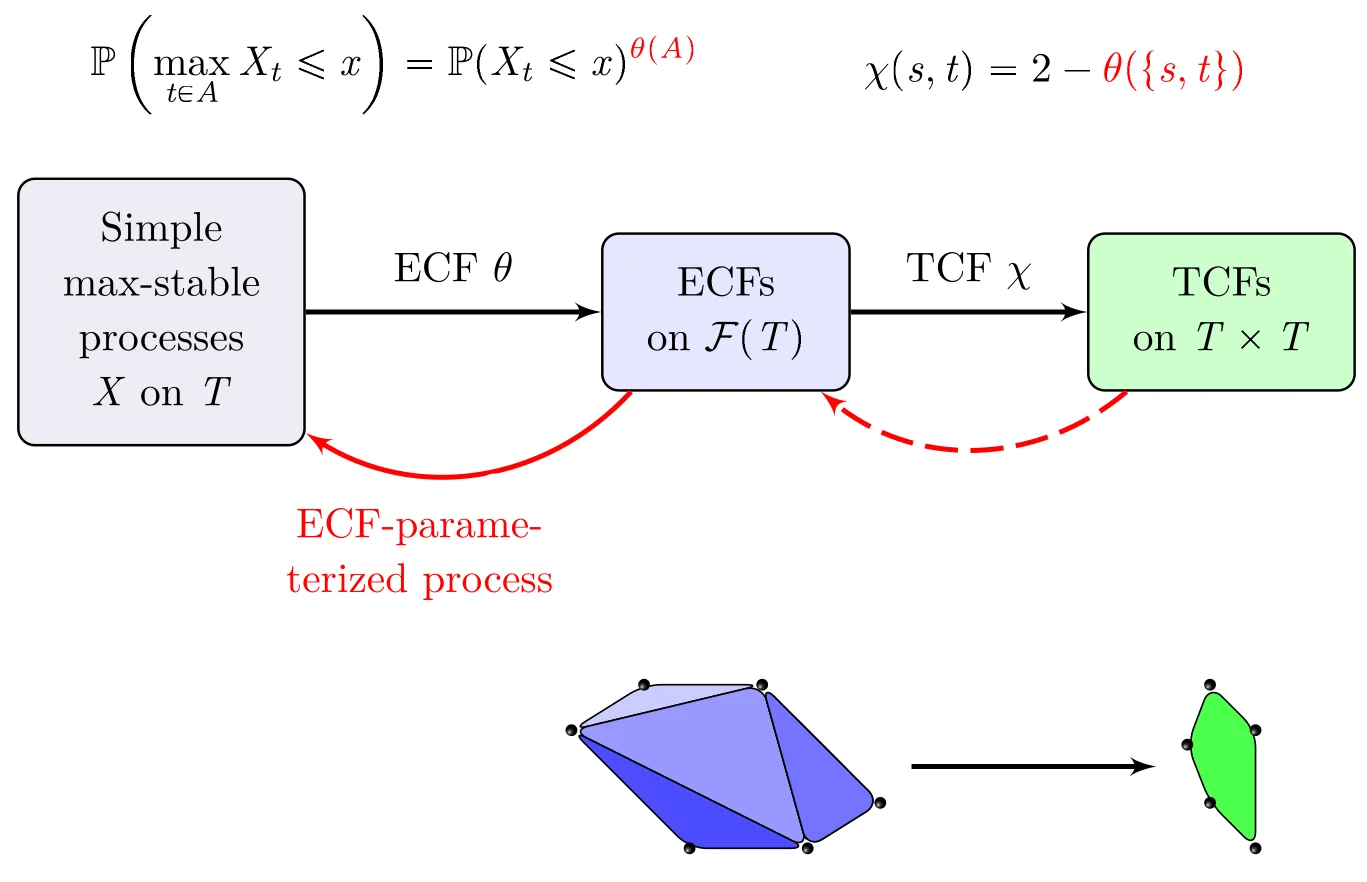 ℙ( max_{t∈A} X_t ⩽ x ) = ℙ(X_t ⩽ x)^{θ(A)}
χ(s, t) = 2 − θ({s, t})
Simple
max-stable
processes
X on T
ECF θ
ECFs
on ℱ(T)
TCF χ
TCFs
on T × T
ECF-parame-
terized process